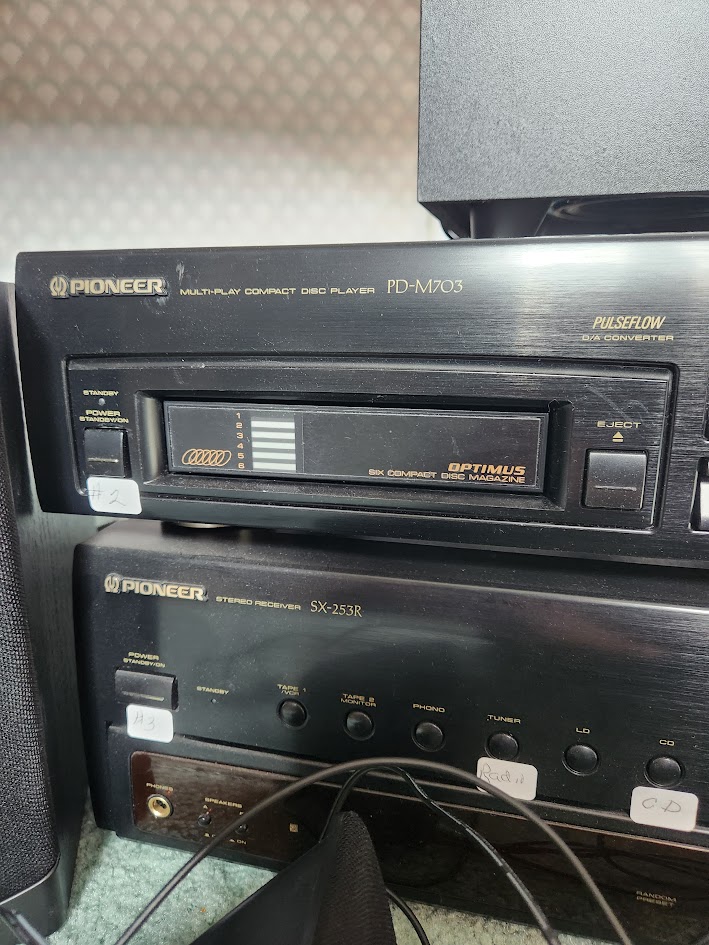 PIONEER MULTI-PLAY COMPACT DISC PLAYER PD-M703
PULSEFLOW
D/A CONVERTER
STANDBY
POWER
STANDBY/ON
#2
1
2
3
4
5
6
OPTIMUS
SIX COMPACT DISC MAGAZINE
EJECT
PIONEER STEREO RECEIVER SX-253R
POWER
STANDBY/ON
#3
STANDBY
TAPE 1
/VCR
TAPE 2
MONITOR
PHONO
TUNER
LD
CD
CD
PHONES
SPEAKERS
A
ON
RANDOM
PRESET